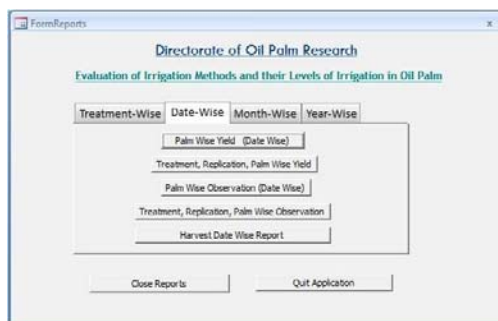 FormReports
x
Directorate of Oil Palm Research
Evaluation of Irrigation Methods and their Levels of Irrigation in Oil Palm
Treatment-Wise Date-Wise Month-Wise Year-Wise
Palm Wise Yield (Date Wise)
Treatment, Replication, Palm Wise Yield
Palm Wise Observation (Date Wise)
Treatment, Replication, Palm Wise Observation
Harvest Date Wise Report
Close Reports Quit Application